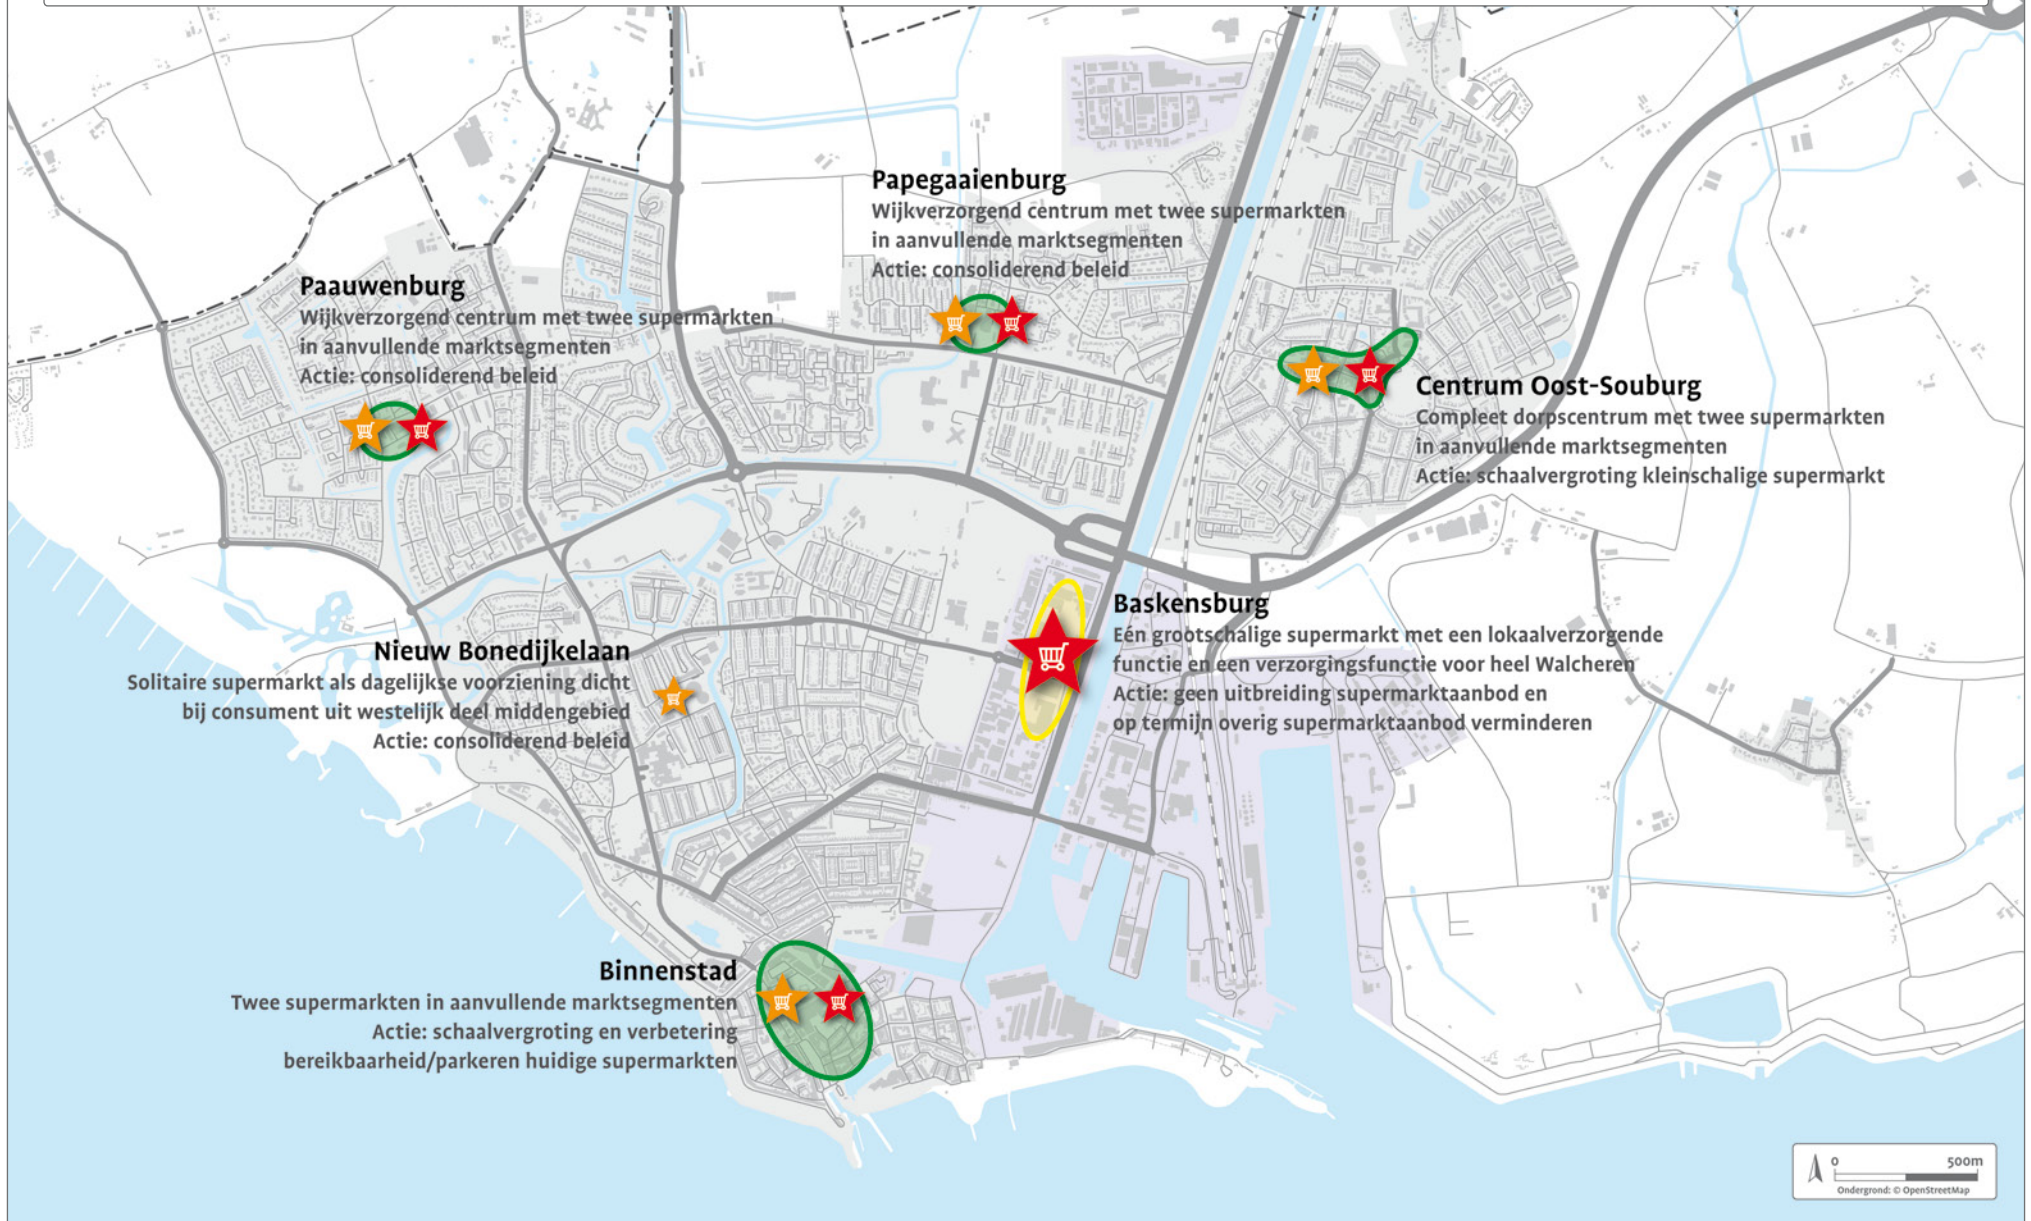 Papegaaienburg
Wijkverzorgend centrum met twee supermarkten
in aanvullende marktsegmenten
Actie: consoliderend beleid
Paauwenburg
Wijkverzorgend centrum met twee supermarkten
in aanvullende marktsegmenten
Actie: consoliderend beleid
Centrum Oost-Souburg
Compleet dorpscentrum met twee supermarkten
in aanvullende marktsegmenten
Actie: schaalvergroting kleinschalige supermarkt
Baskensburg
Eén grootschalige supermarkt met een lokaalverzorgende
functie en een verzorgingsfunctie voor heel Walcheren
Actie: geen uitbreiding supermarktaanbod en
op termijn overig supermarktaanbod verminderen
Nieuw Bonedijkelaan
Solitaire supermarkt als dagelijkse voorziening dicht
bij consument uit westelijk deel middengebied
Actie: consoliderend beleid
Binnenstad
Twee supermarkten in aanvullende marktsegmenten
Actie: schaalvergroting en verbetering
bereikbaarheid/parkeren huidige supermarkten
0 500m
Ondergrond: © OpenStreetMap